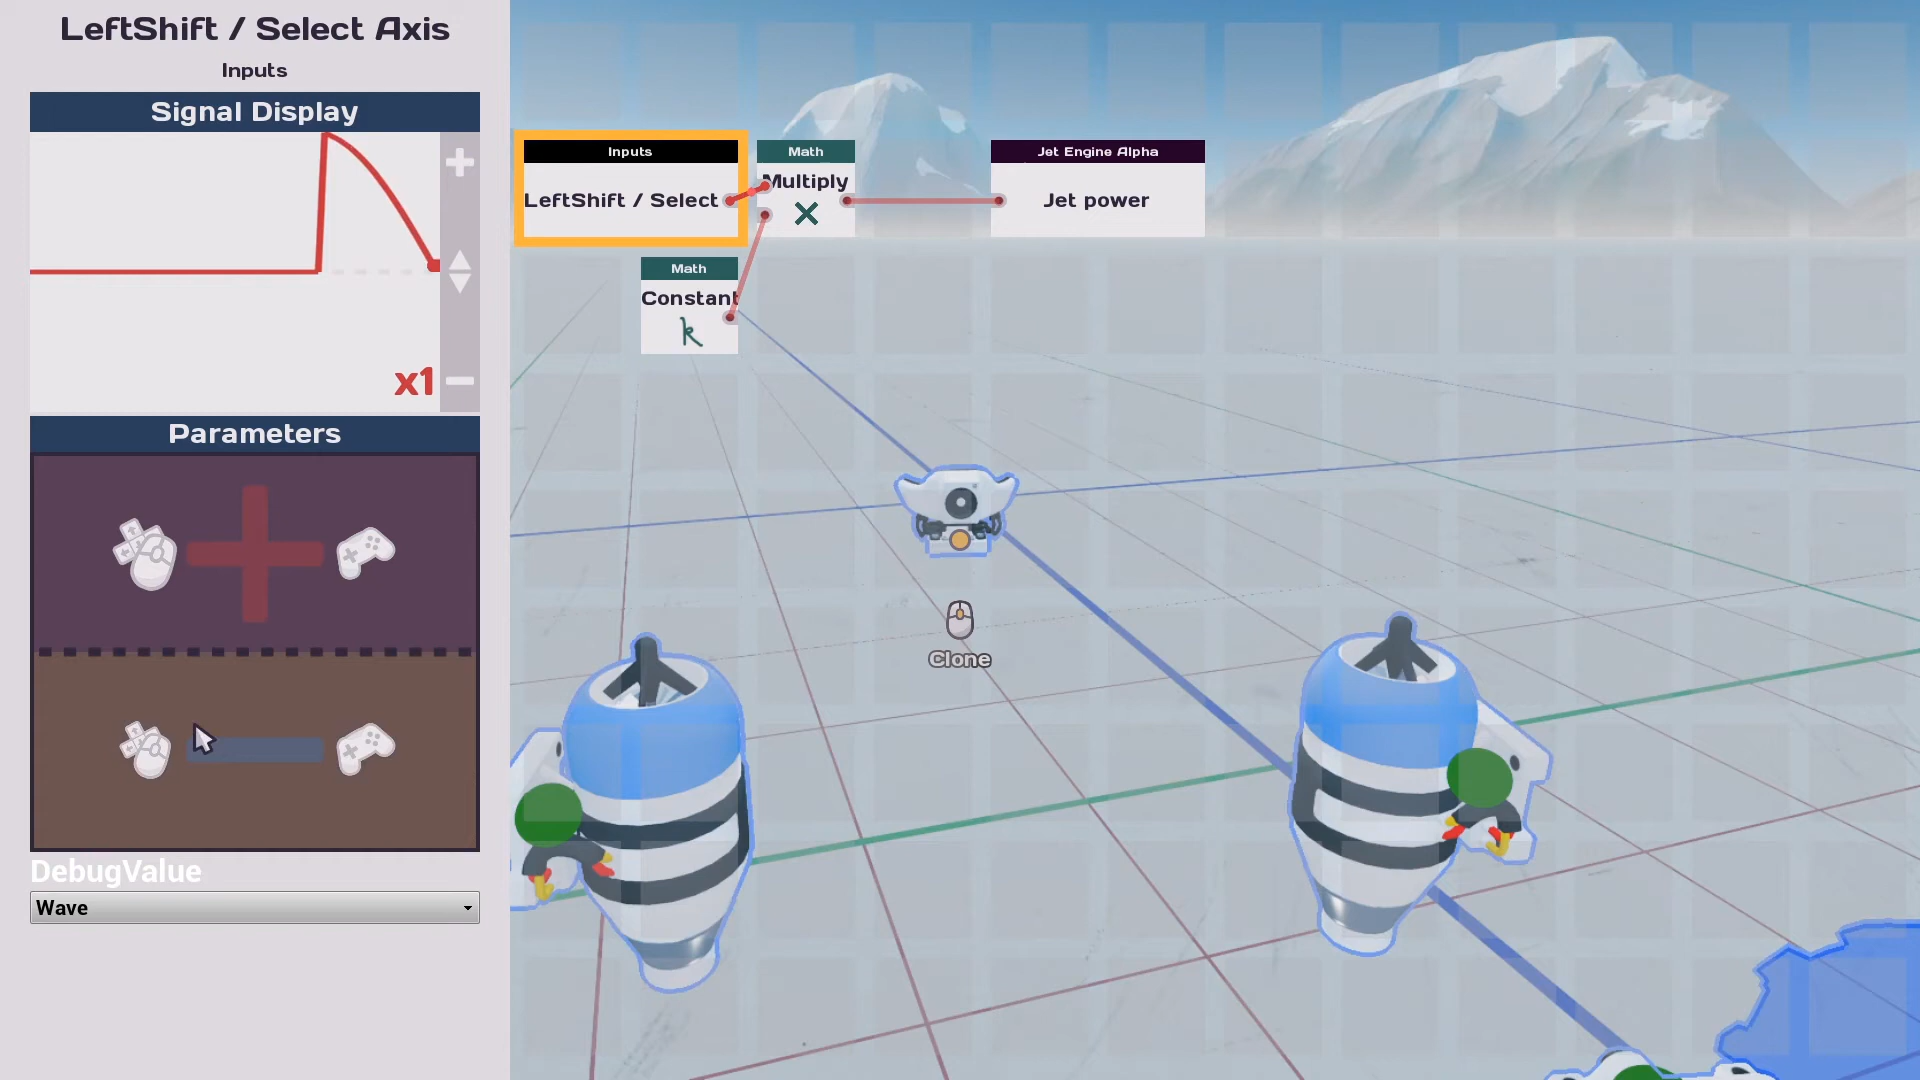 LeftShift / Select Axis
Inputs
Signal Display
x1
Parameters
DebugValue
Wave
Inputs
LeftShift / Select
Math
Multiply
Jet Engine Alpha
Jet power
Math
Constant
k
Clone